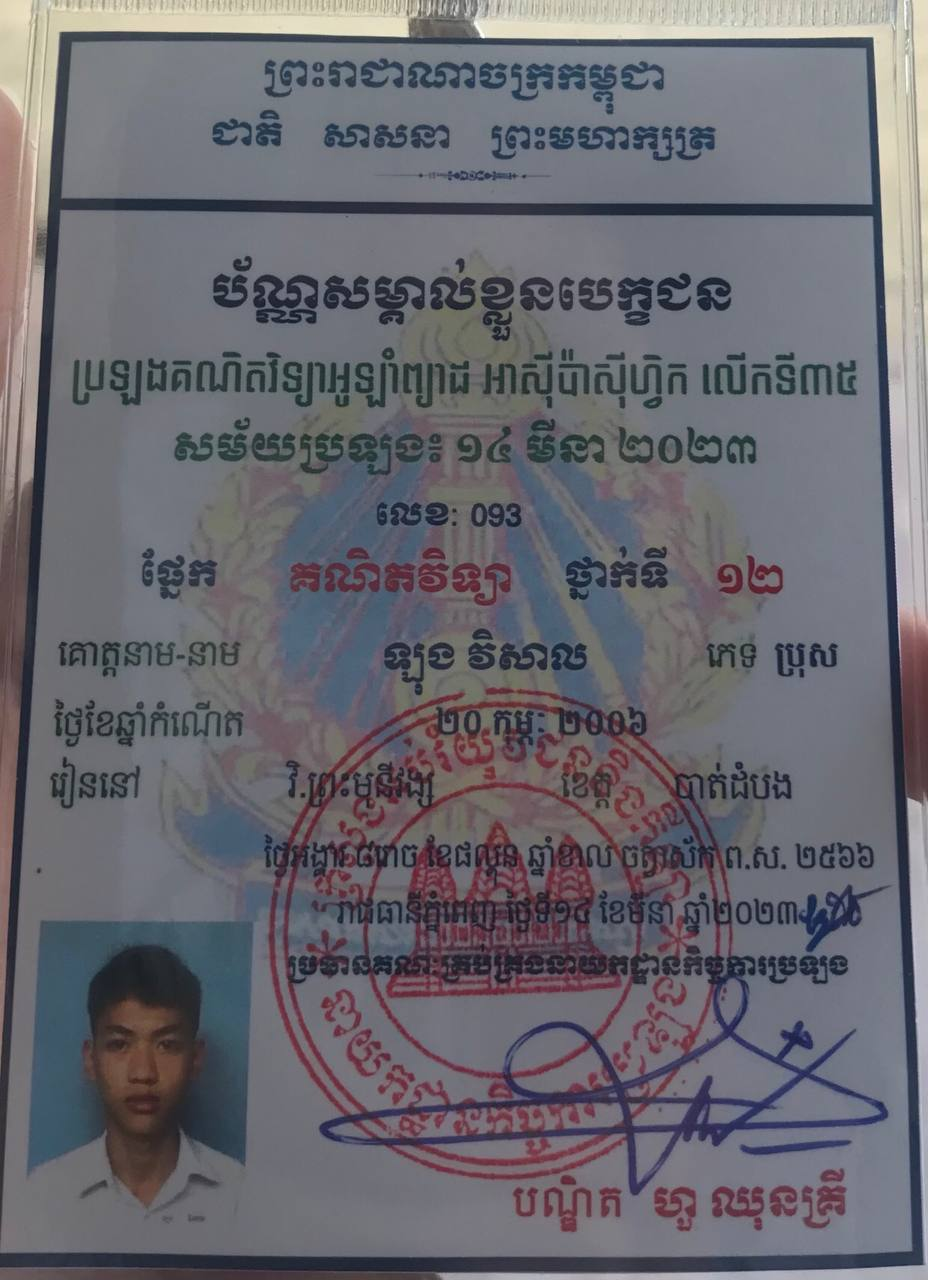 ព្រះរាជាណាចក្រកម្ពុជា
ជាតិ សាសនា ព្រះមហាក្សត្រ
ប័ណ្ណសម្គាល់ខ្លួនបេក្ខជន
ប្រឡងគណិតវិទ្យាអូឡាំព្យាដ អាស៊ីប៉ាស៊ីហ្វិក លើកទី៣៥
សម័យប្រឡង៖ ១៤ មីនា ២០២៣
លេខ: 093
ផ្នែក គណិតវិទ្យា ថ្នាក់ទី ១២
គោត្តនាម-នាម ឡុង វិសាល ភេទ ប្រុស
ថ្ងៃខែឆ្នាំកំណើត ២០ កុម្ភៈ ២០០៦
រៀននៅ វិ.ព្រះមុនីវង្ស ខេត្ត បាត់ដំបង
ថ្ងៃអង្គារ ៨រោច ខែផល្គុន ឆ្នាំខាល ចត្វាស័ក ព.ស. ២៥៦៦
រាជធានីភ្នំពេញ ថ្ងៃទី១៤ ខែមីនា ឆ្នាំ២០២៣
ប្រធានគណៈគ្រប់គ្រងនាយកដ្ឋានកិច្ចការប្រឡង
បណ្ឌិត ហួ ឈុនគ្រី